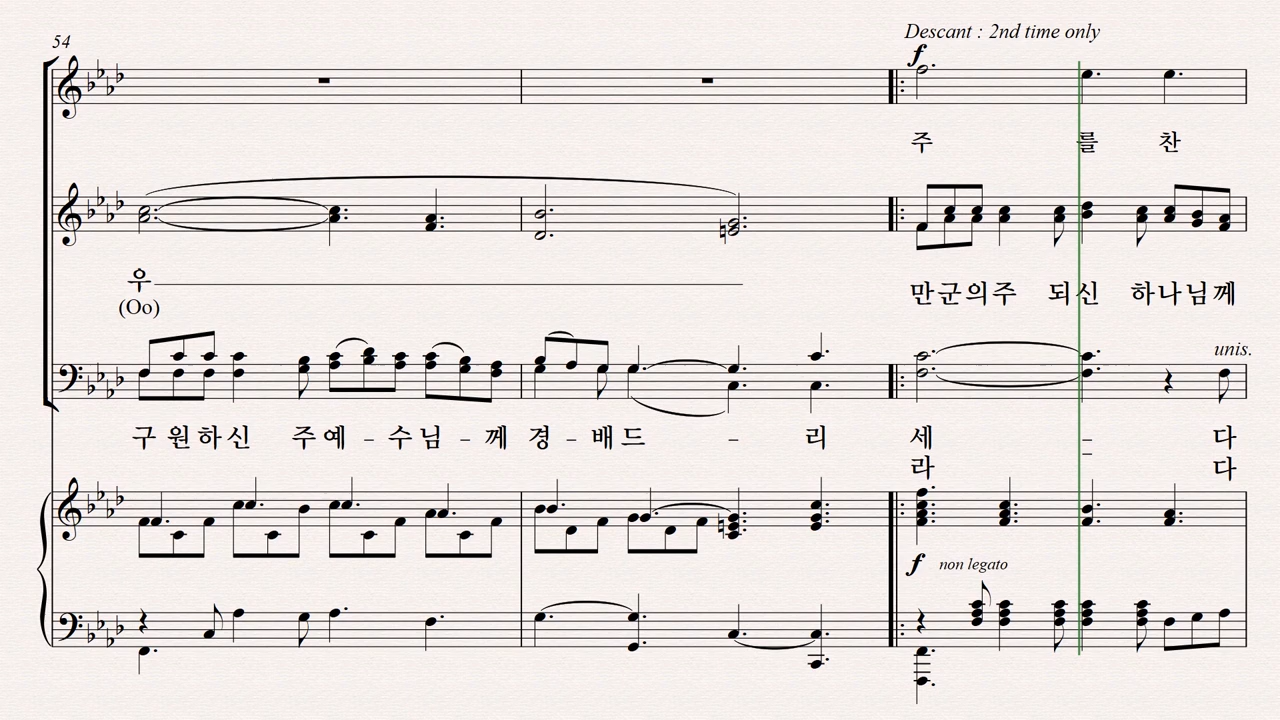 54
Descant : 2nd time only
f
주 를 찬
우
(Oo)
만군의주 되신 하나님께
unis.
구 원하신 주예 - 수님 - 께 경 - 배드 - 리 세 - 다
라 - 다
f non legato